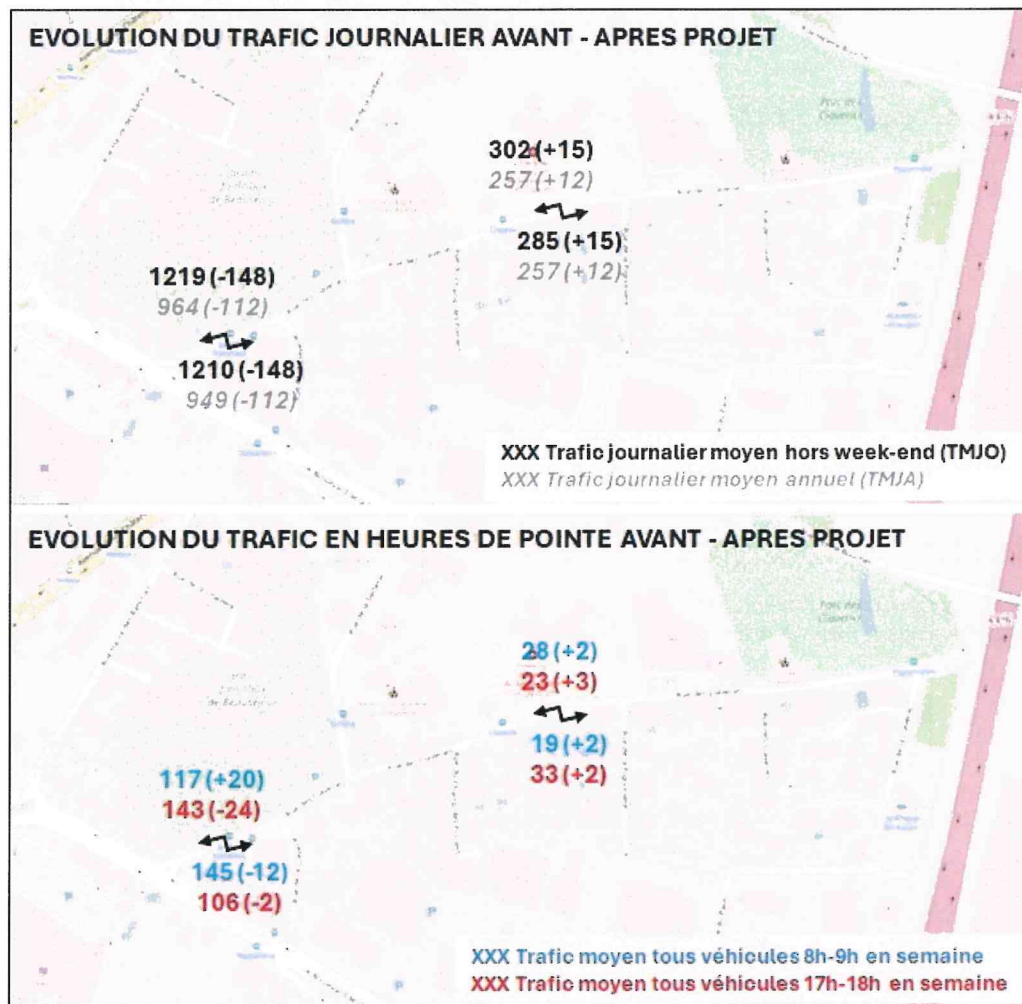 EVOLUTION DU TRAFIC JOURNALIER AVANT - APRES PROJET
302 (+15)
257 (+12)
285 (+15)
257 (+12)
1219 (-148)
964 (-112)
1210 (-148)
949 (-112)
P
P
P
XXX Trafic journalier moyen hors week-end (TMJO)
XXX Trafic journalier moyen annuel (TMJA)
EVOLUTION DU TRAFIC EN HEURES DE POINTE AVANT - APRES PROJET
28 (+2)
23 (+3)
19 (+2)
33 (+2)
117 (+20)
143 (-24)
145 (-12)
106 (-2)
P
P
XXX Trafic moyen tous véhicules 8h-9h en semaine
XXX Trafic moyen tous véhicules 17h-18h en semaine